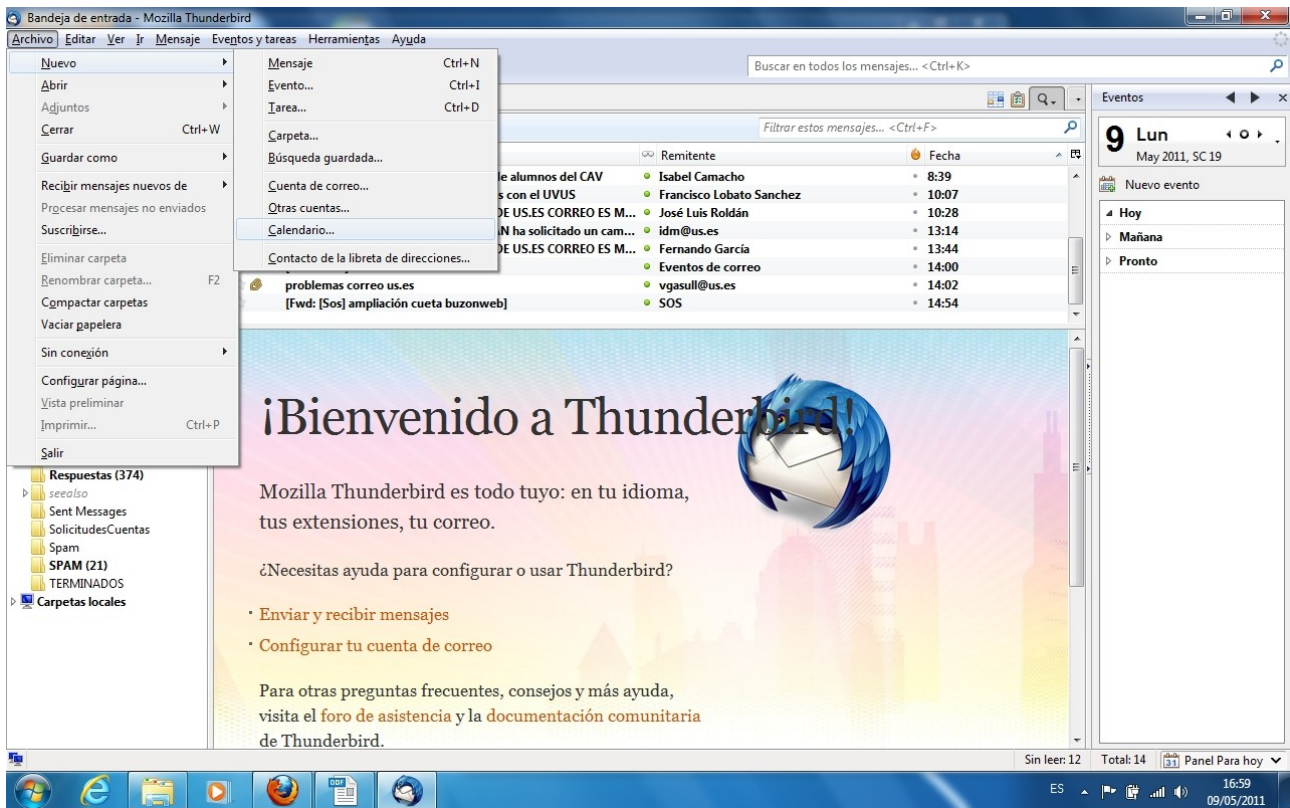 Bandeja de entrada - Mozilla Thunderbird
Archivo Editar Ver Ir Mensaje Eventos y tareas Herramientas Ayuda
Nuevo
Abrir
Adjuntos
Cerrar Ctrl+W
Guardar como
Recibir mensajes nuevos de
Procesar mensajes no enviados
Suscribirse...
Eliminar carpeta
Renombrar carpeta... F2
Compactar carpetas
Vaciar papelera
Sin conexión
Configurar página...
Vista preliminar
Imprimir... Ctrl+P
Salir
Mensaje Ctrl+N
Evento... Ctrl+I
Tarea... Ctrl+D
Carpeta...
Búsqueda guardada...
Cuenta de correo...
Otras cuentas...
Calendario...
Contacto de la libreta de direcciones...
Buscar en todos los mensajes... <Ctrl+K>
Filtrar estos mensajes... <Ctrl+F>
Remitente Fecha
de alumnos del CAV Isabel Camacho 8:39
s con el UVUS Francisco Lobato Sanchez 10:07
DE US.ES CORREO ES M... José Luis Roldán 10:28
AN ha solicitado un cam... idm@us.es 13:14
DE US.ES CORREO ES M... Fernando García 13:44
Eventos de correo 14:00
problemas correo us.es vgasull@us.es 14:02
[Fwd: [Sos] ampliación cueta buzonweb] SOS 14:54
Eventos
9 Lun
May 2011, SC 19
Nuevo evento
Hoy
Mañana
Pronto
Respuestas (374)
seealso
Sent Messages
SolicitudesCuentas
Spam
SPAM (21)
TERMINADOS
Carpetas locales
¡Bienvenido a Thunderbird!
Mozilla Thunderbird es todo tuyo: en tu idioma,
tus extensiones, tu correo.
¿Necesitas ayuda para configurar o usar Thunderbird?
· Enviar y recibir mensajes
· Configurar tu cuenta de correo
Para otras preguntas frecuentes, consejos y más ayuda,
visita el foro de asistencia y la documentación comunitaria
de Thunderbird.
Sin leer: 12 Total: 14 31 Panel Para hoy
ODF
ES 16:59
09/05/2011